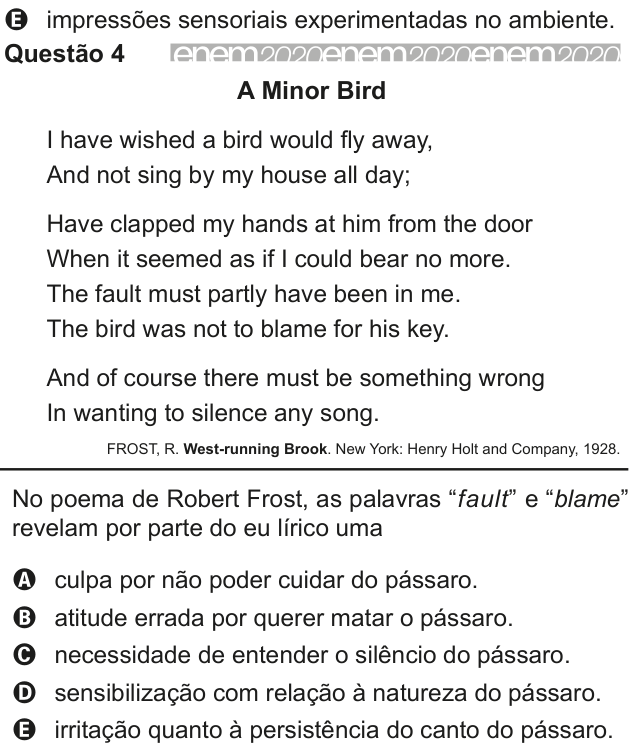 E impressões sensoriais experimentadas no ambiente.
Questão 4 enem2020enem2020enem2020
A Minor Bird
I have wished a bird would fly away,
And not sing by my house all day;
Have clapped my hands at him from the door
When it seemed as if I could bear no more.
The fault must partly have been in me.
The bird was not to blame for his key.
And of course there must be something wrong
In wanting to silence any song.
FROST, R. West-running Brook. New York: Henry Holt and Company, 1928.
No poema de Robert Frost, as palavras “fault” e “blame”
revelam por parte do eu lírico uma
A culpa por não poder cuidar do pássaro.
B atitude errada por querer matar o pássaro.
C necessidade de entender o silêncio do pássaro.
D sensibilização com relação à natureza do pássaro.
E irritação quanto à persistência do canto do pássaro.